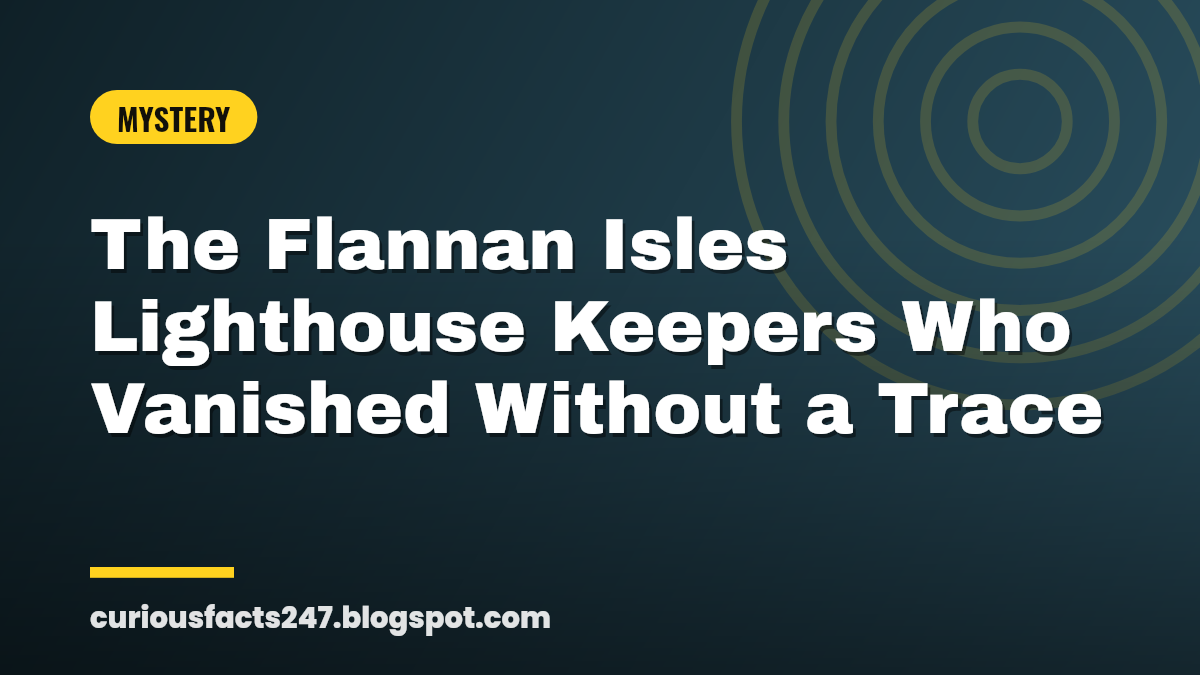 MYSTERY
The Flannan Isles
Lighthouse Keepers Who
Vanished Without a Trace
curiousfacts247.blogspot.com